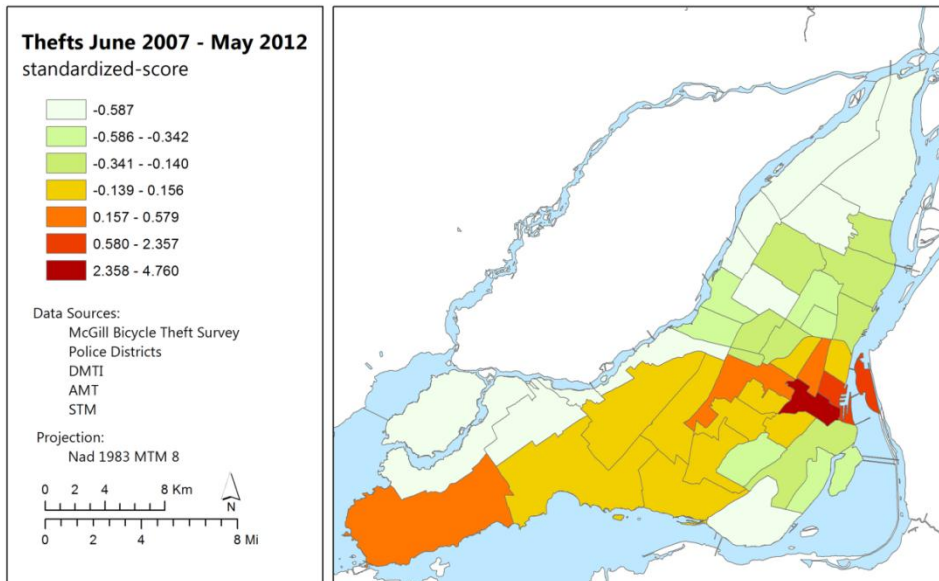 Thefts June 2007 - May 2012
standardized-score
-0.587
-0.586 - -0.342
-0.341 - -0.140
-0.139 - 0.156
0.157 - 0.579
0.580 - 2.357
2.358 - 4.760
Data Sources:
McGill Bicycle Theft Survey
Police Districts
DMTI
AMT
STM
Projection:
Nad 1983 MTM 8
0 2 4 8 Km
N
0 2 4 8 Mi